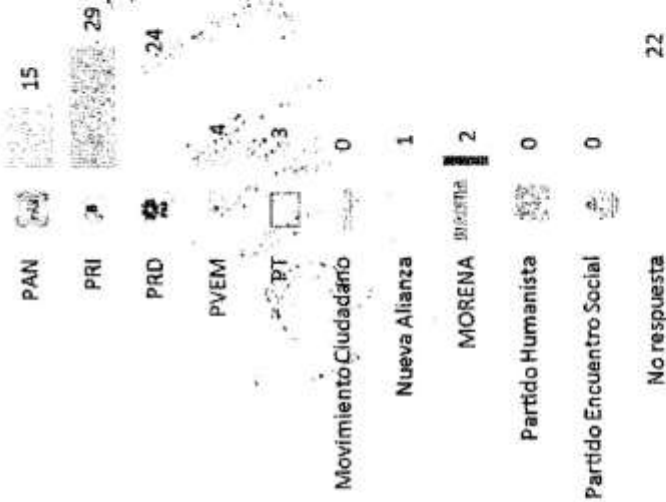 PAN 15
PRI 29
PRD 24
PVEM 4
PT 3
Movimiento Ciudadano 0
Nueva Alianza 1
MORENA morena 2
Partido Humanista 0
Partido Encuentro Social 0
No respuesta 22